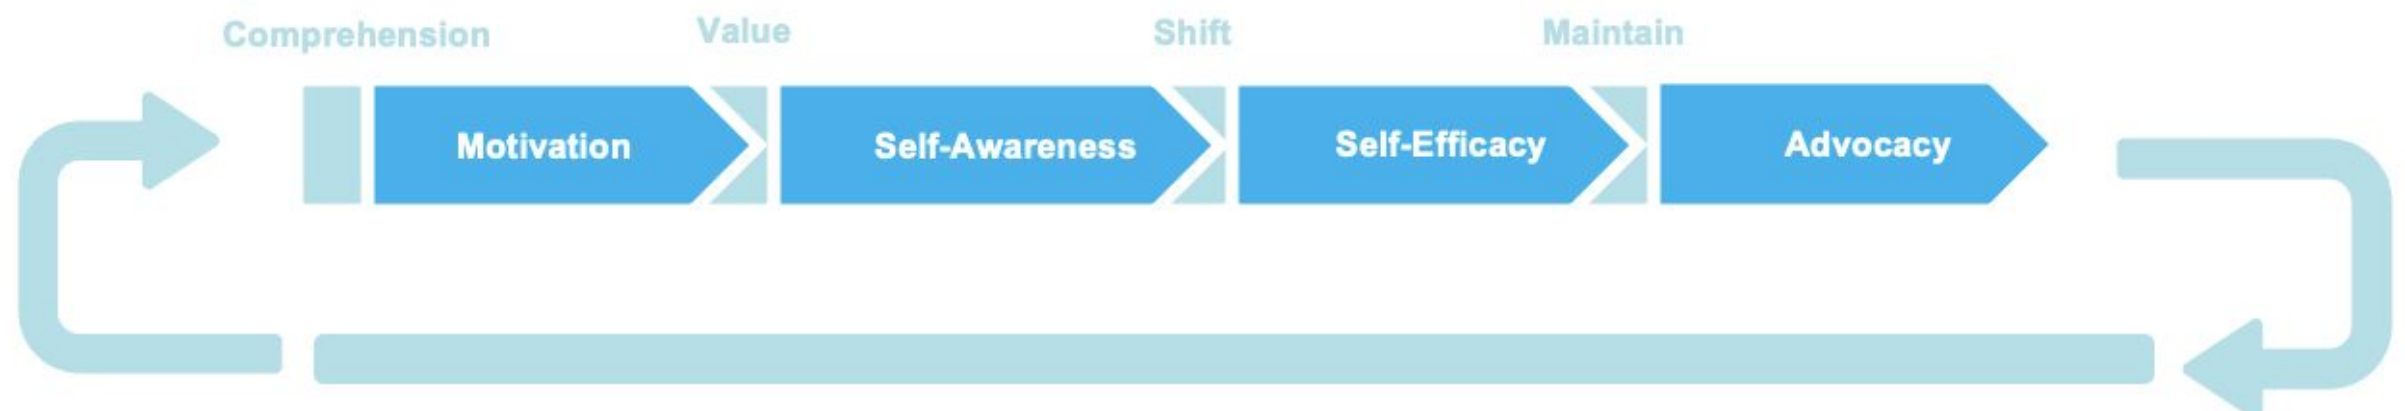 Comprehension
Value
Shift
Maintain
Motivation
Self-Awareness
Self-Efficacy
Advocacy